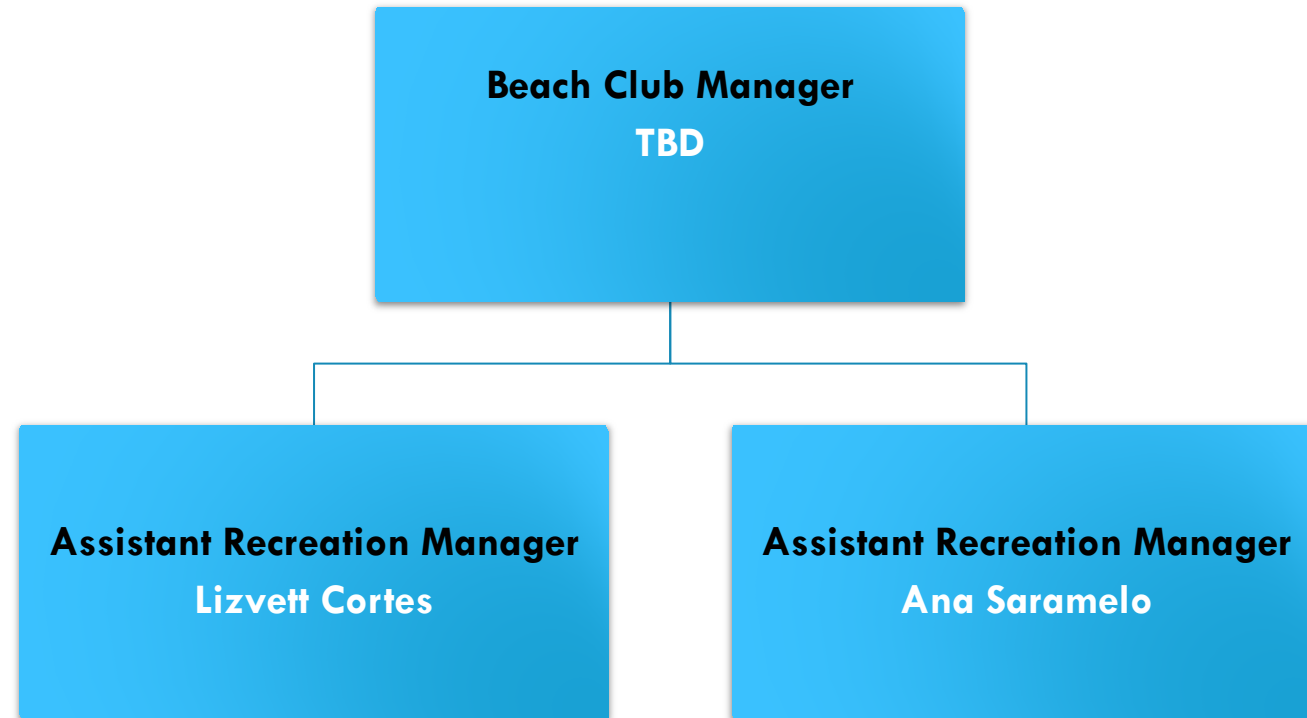 Beach Club Manager
TBD
Assistant Recreation Manager
Lizvett Cortes
Assistant Recreation Manager
Ana Saramelo